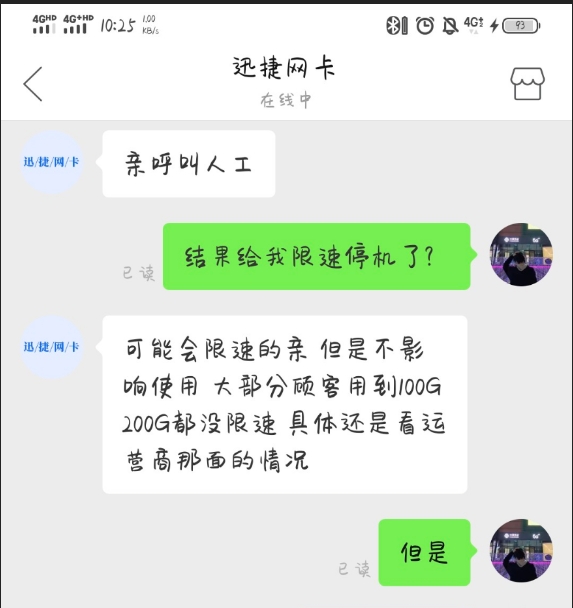 4GHD 4G+HD 10:25 1.00 KB/s 4G 93
迅捷网卡
在线中
迅/捷/网/卡
亲呼叫人工
结果给我限速停机了?
已读
迅/捷/网/卡
可能会限速的亲 但是不影
响使用 大部分顾客用到100G
200G都没限速 具体还是看运
营商那面的情况
但是
已读